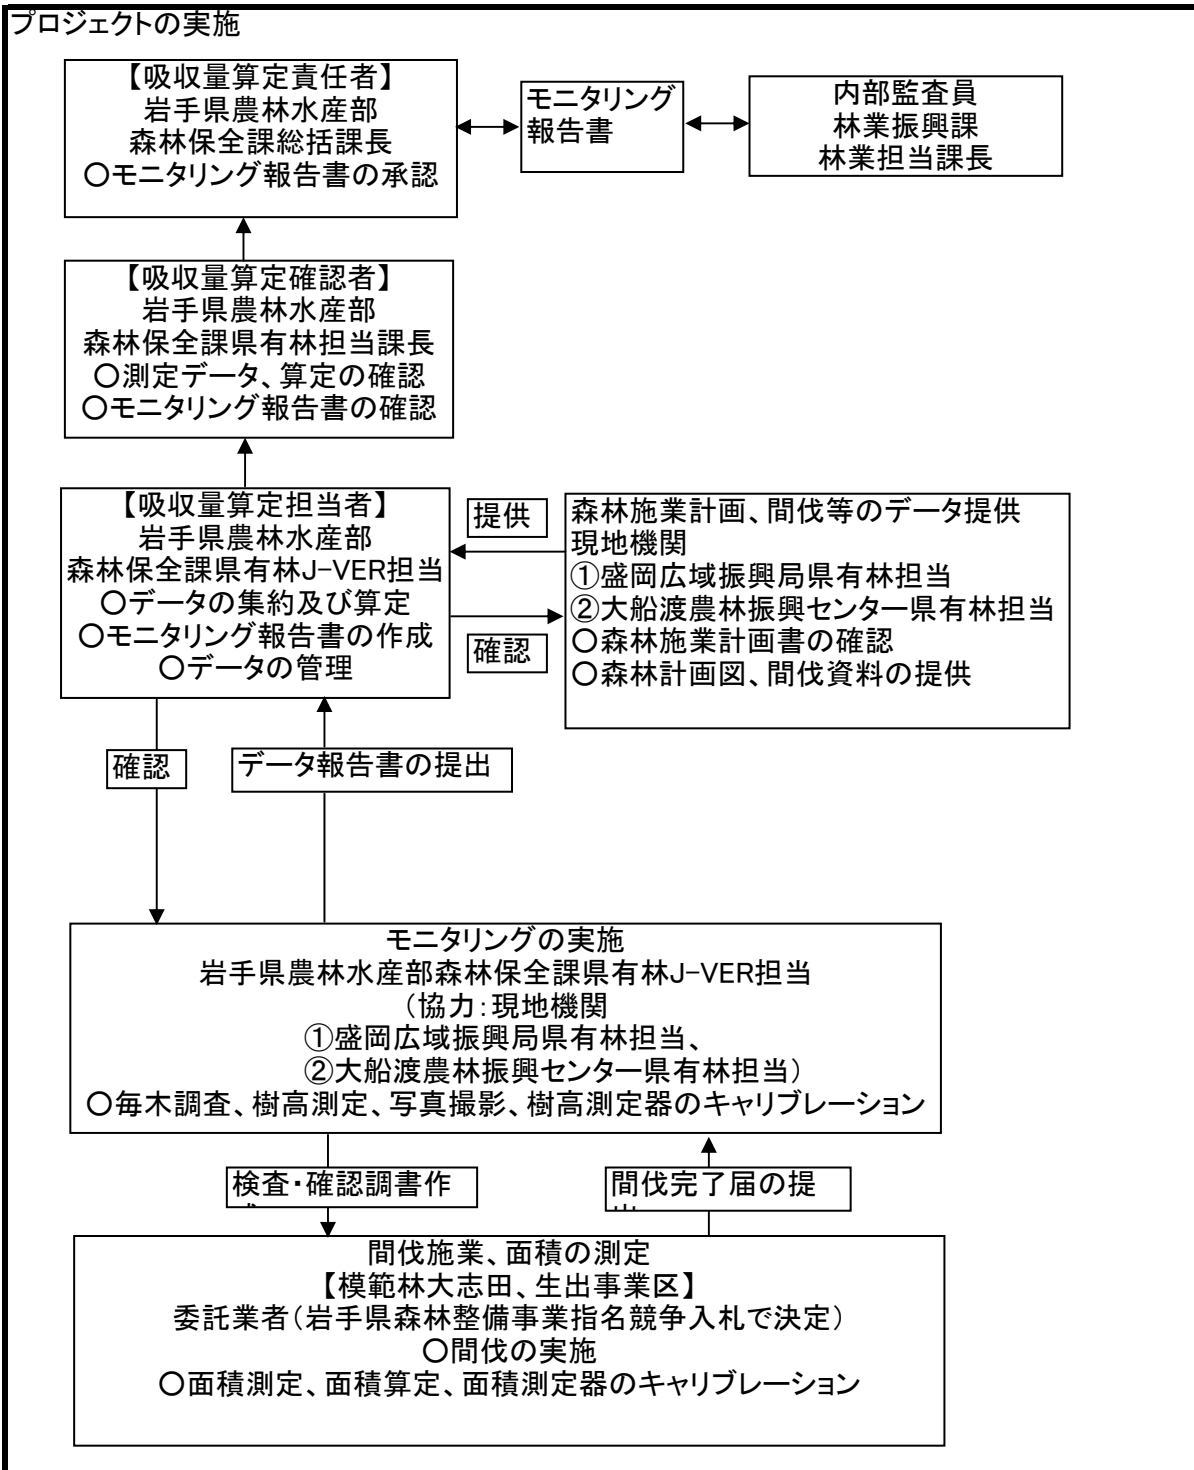 プロジェクトの実施
【吸収量算定責任者】
岩手県農林水産部
森林保全課総括課長
○モニタリング報告書の承認
モニタリング
報告書
内部監査員
林業振興課
林業担当課長
【吸収量算定確認者】
岩手県農林水産部
森林保全課県有林担当課長
○測定データ、算定の確認
○モニタリング報告書の確認
【吸収量算定担当者】
岩手県農林水産部
森林保全課県有林J-VER担当
○データの集約及び算定
○モニタリング報告書の作成
○データの管理
提供
確認
森林施業計画、間伐等のデータ提供
現地機関
①盛岡広域振興局県有林担当
②大船渡農林振興センター県有林担当
○森林施業計画書の確認
○森林計画図、間伐資料の提供
確認
データ報告書の提出
モニタリングの実施
岩手県農林水産部森林保全課県有林J-VER担当
（協力：現地機関
①盛岡広域振興局県有林担当、
②大船渡農林振興センター県有林担当）
○毎木調査、樹高測定、写真撮影、樹高測定器のキャリブレーション
検査・確認調書作
間伐完了届の提
間伐施業、面積の測定
【模範林大志田、生出事業区】
委託業者（岩手県森林整備事業指名競争入札で決定）
○間伐の実施
○面積測定、面積算定、面積測定器のキャリブレーション